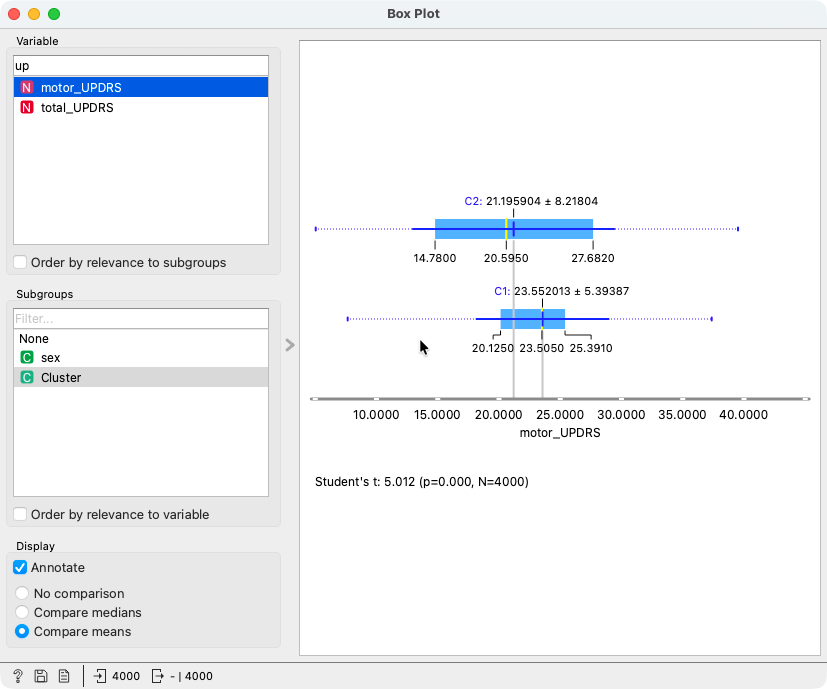 Box Plot
Variable
up
N motor_UPDRS
N total_UPDRS
Order by relevance to subgroups
Subgroups
Filter...
None
C sex
C Cluster
Order by relevance to variable
Display
Annotate
No comparison
Compare medians
Compare means
C2: 21.195904 ± 8.21804
14.7800 20.5950 27.6820
C1: 23.552013 ± 5.39387
20.1250 23.5050 25.3910
10.0000 15.0000 20.0000 25.0000 30.0000 35.0000 40.0000
motor_UPDRS
Student's t: 5.012 (p=0.000, N=4000)
? 4000 - | 4000